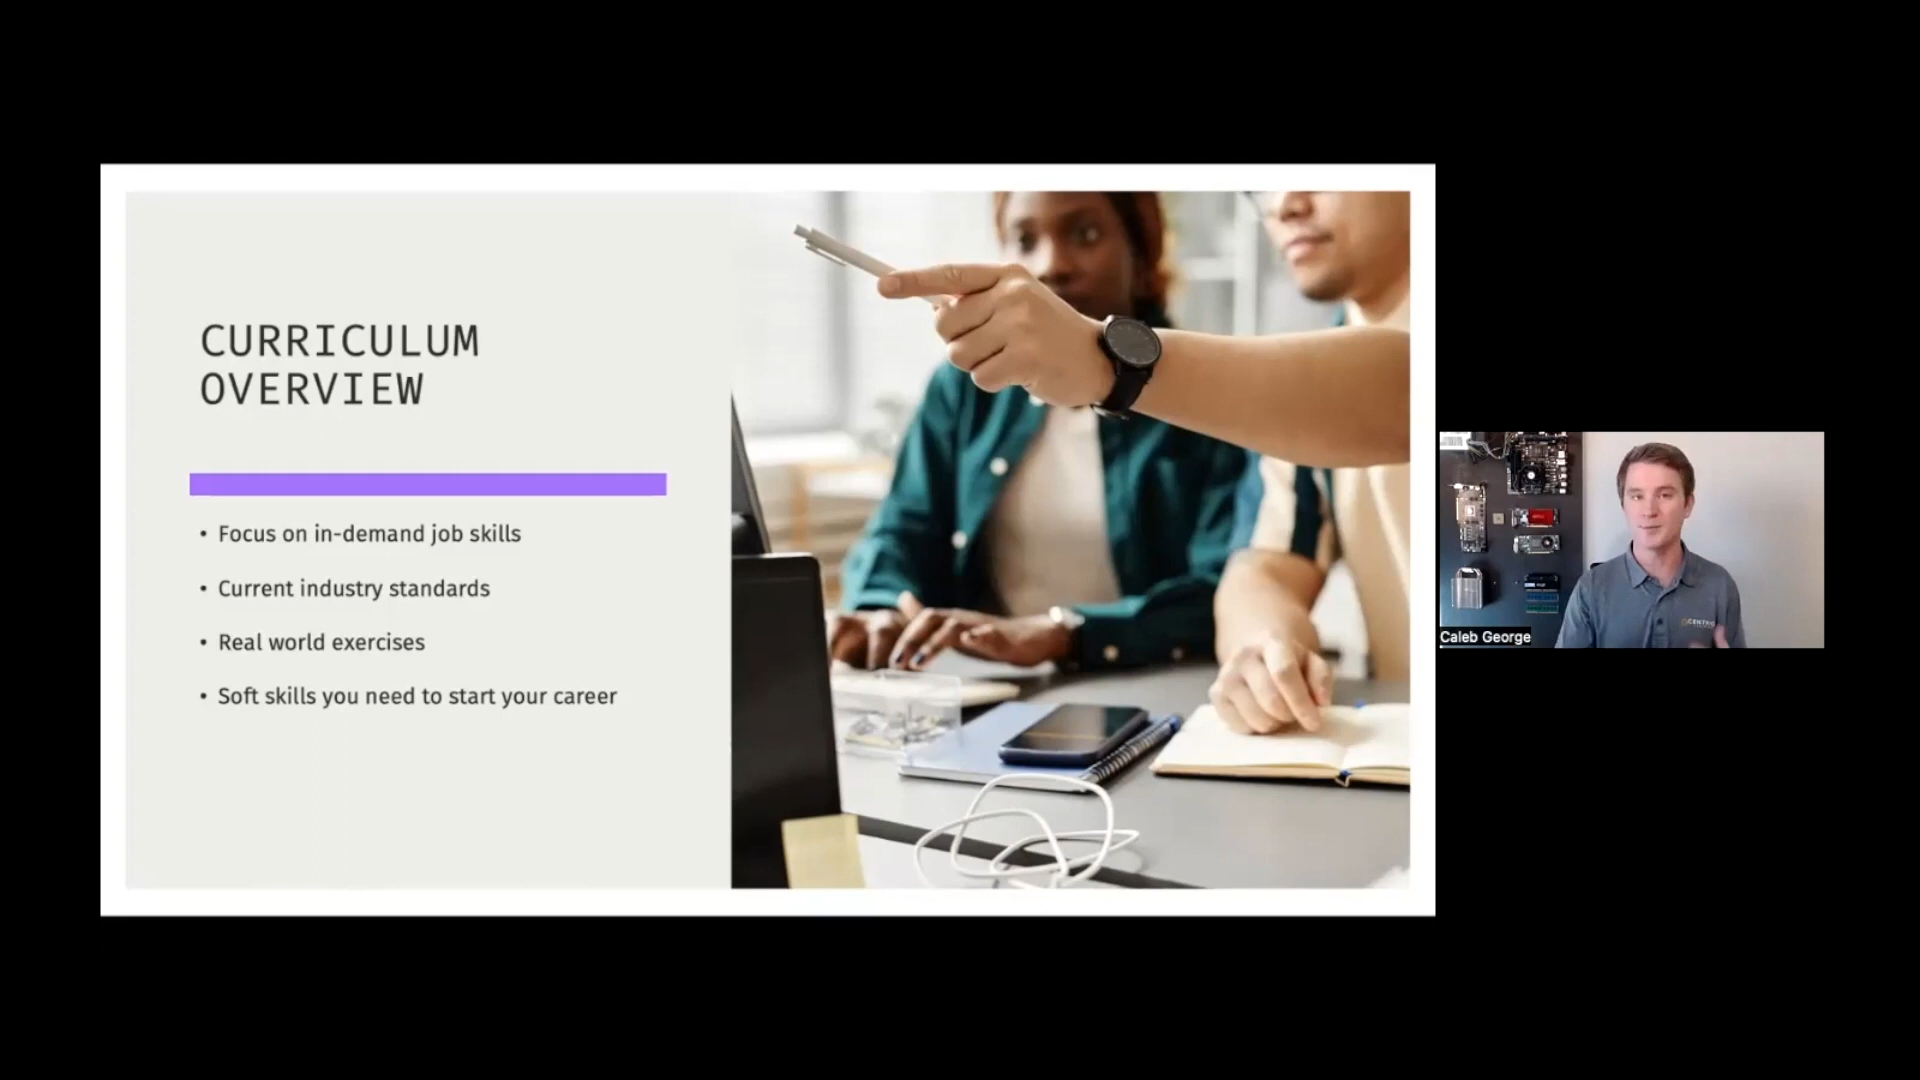 CURRICULUM
OVERVIEW
• Focus on in-demand job skills
• Current industry standards
• Real world exercises
• Soft skills you need to start your career
Caleb George